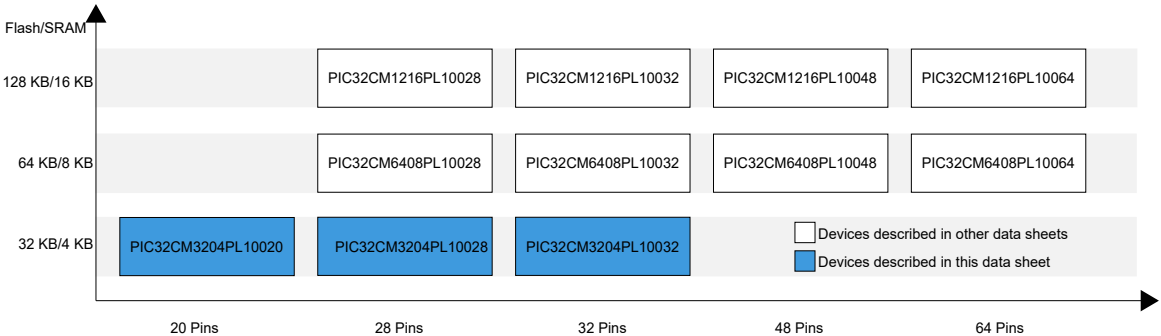 Flash/SRAM
128 KB/16 KB
PIC32CM1216PL10028
PIC32CM1216PL10032
PIC32CM1216PL10048
PIC32CM1216PL10064
64 KB/8 KB
PIC32CM6408PL10028
PIC32CM6408PL10032
PIC32CM6408PL10048
PIC32CM6408PL10064
32 KB/4 KB
PIC32CM3204PL10020
PIC32CM3204PL10028
PIC32CM3204PL10032
Devices described in other data sheets
Devices described in this data sheet
20 Pins
28 Pins
32 Pins
48 Pins
64 Pins